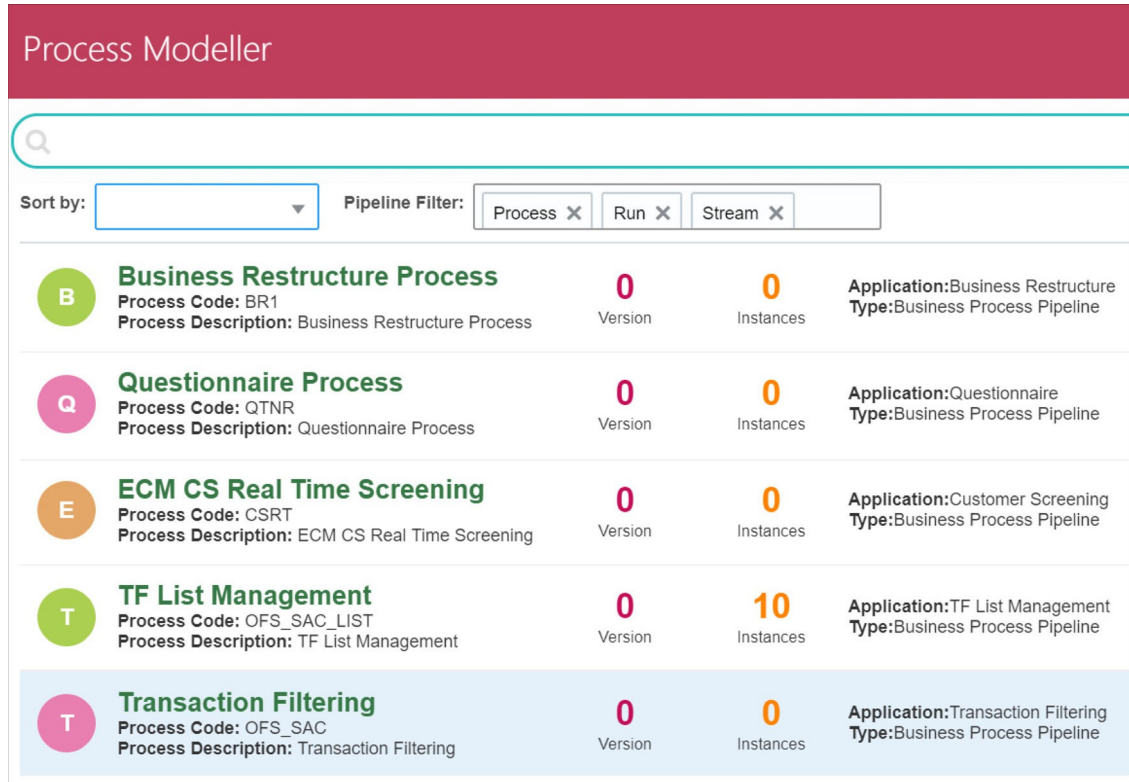 Process Modeller
Sort by:
Pipeline Filter: Process Run Stream
B
Business Restructure Process
Process Code: BR1
Process Description: Business Restructure Process
0
Version
0
Instances
Application:Business Restructure
Type:Business Process Pipeline
Q
Questionnaire Process
Process Code: QTNR
Process Description: Questionnaire Process
0
Version
0
Instances
Application:Questionnaire
Type:Business Process Pipeline
E
ECM CS Real Time Screening
Process Code: CSRT
Process Description: ECM CS Real Time Screening
0
Version
0
Instances
Application:Customer Screening
Type:Business Process Pipeline
T
TF List Management
Process Code: OFS_SAC_LIST
Process Description: TF List Management
0
Version
10
Instances
Application:TF List Management
Type:Business Process Pipeline
T
Transaction Filtering
Process Code: OFS_SAC
Process Description: Transaction Filtering
0
Version
0
Instances
Application:Transaction Filtering
Type:Business Process Pipeline